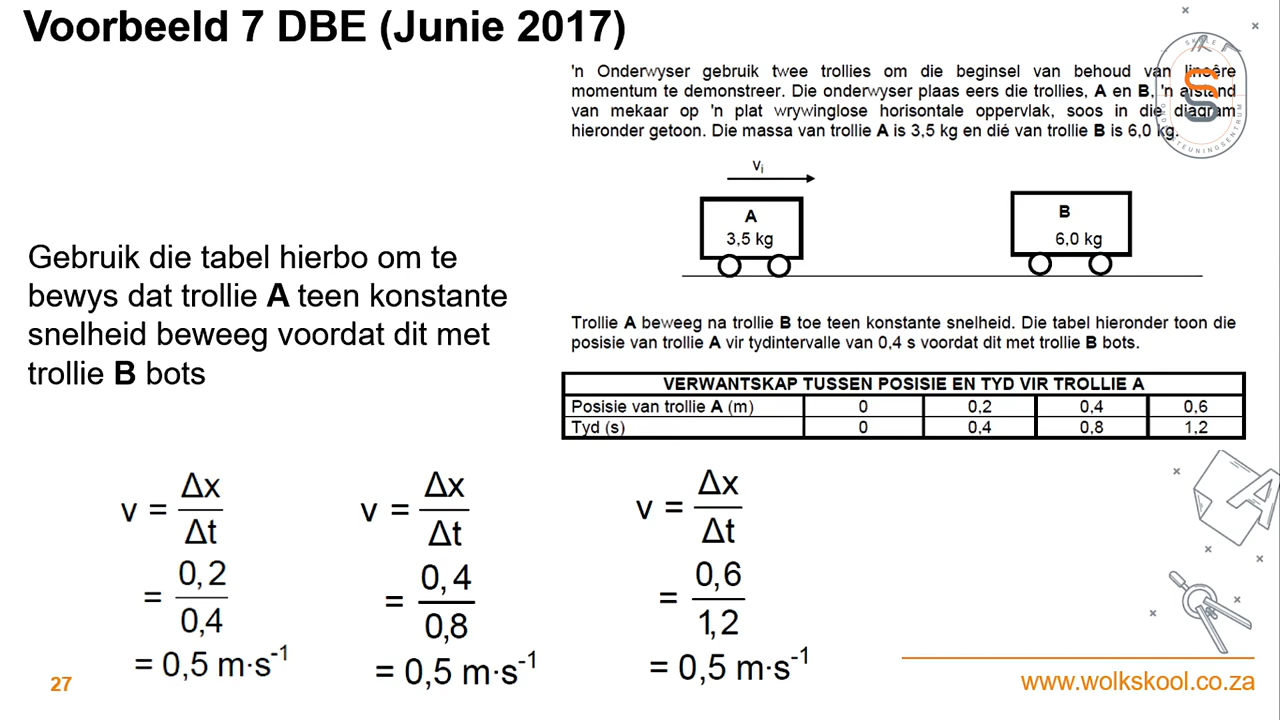 Voorbeeld 7 DBE (Junie 2017)
'n Onderwyser gebruik twee trollies om die beginsel van behoud van lineêre
momentum te demonstreer. Die onderwyser plaas eers die trollies, A en B, 'n afstand
van mekaar op 'n plat wrywinglose horisontale oppervlak, soos in die diagram
hieronder getoon. Die massa van trollie A is 3,5 kg en dié van trollie B is 6,0 kg.
vi
A
3,5 kg
B
6,0 kg
Gebruik die tabel hierbo om te
bewys dat trollie A teen konstante
snelheid beweeg voordat dit met
trollie B bots
Trollie A beweeg na trollie B toe teen konstante snelheid. Die tabel hieronder toon die
posisie van trollie A vir tydintervalle van 0,4 s voordat dit met trollie B bots.
VERWANTSKAP TUSSEN POSISIE EN TYD VIR TROLLIE A
Posisie van trollie A (m) 0 0,2 0,4 0,6
Tyd (s) 0 0,4 0,8 1,2
v = Δx/Δt
= 0,2/0,4
= 0,5 m·s⁻¹
v = Δx/Δt
= 0,4/0,8
= 0,5 m·s⁻¹
v = Δx/Δt
= 0,6/1,2
= 0,5 m·s⁻¹
27
www.wolkskool.co.za